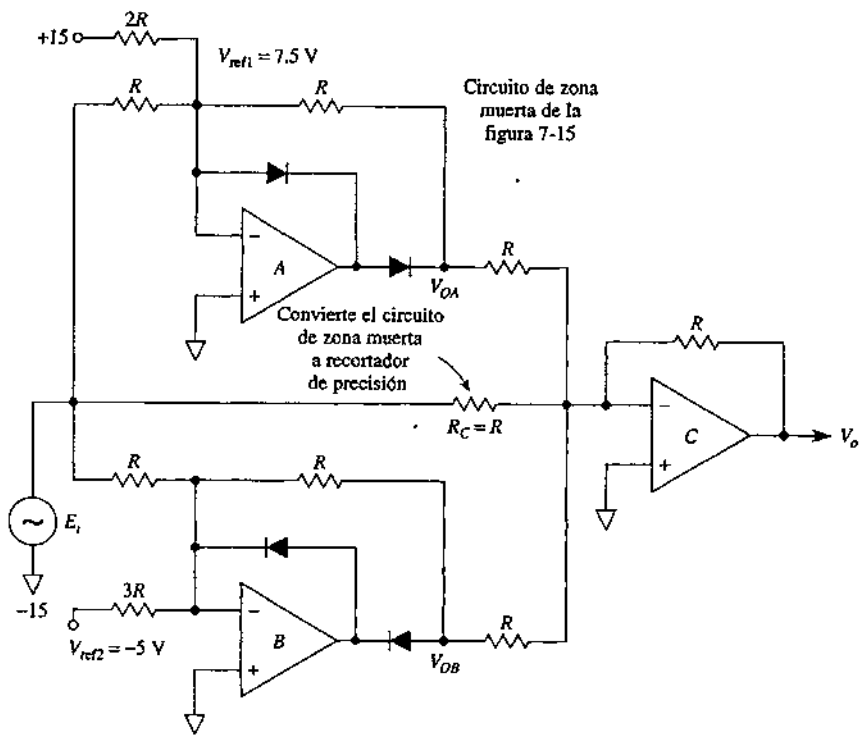 2R
+15
V_ref1 = 7.5 V
R
R
Circuito de zona
muerta de la
figura 7-15
−
A
+
V_OA
R
Convierte el circuito
de zona muerta
a recortador
de precisión
R_C = R
R
−
C
+
V_o
R
R
E_i
−15
3R
V_ref2 = −5 V
−
B
+
V_OB
R